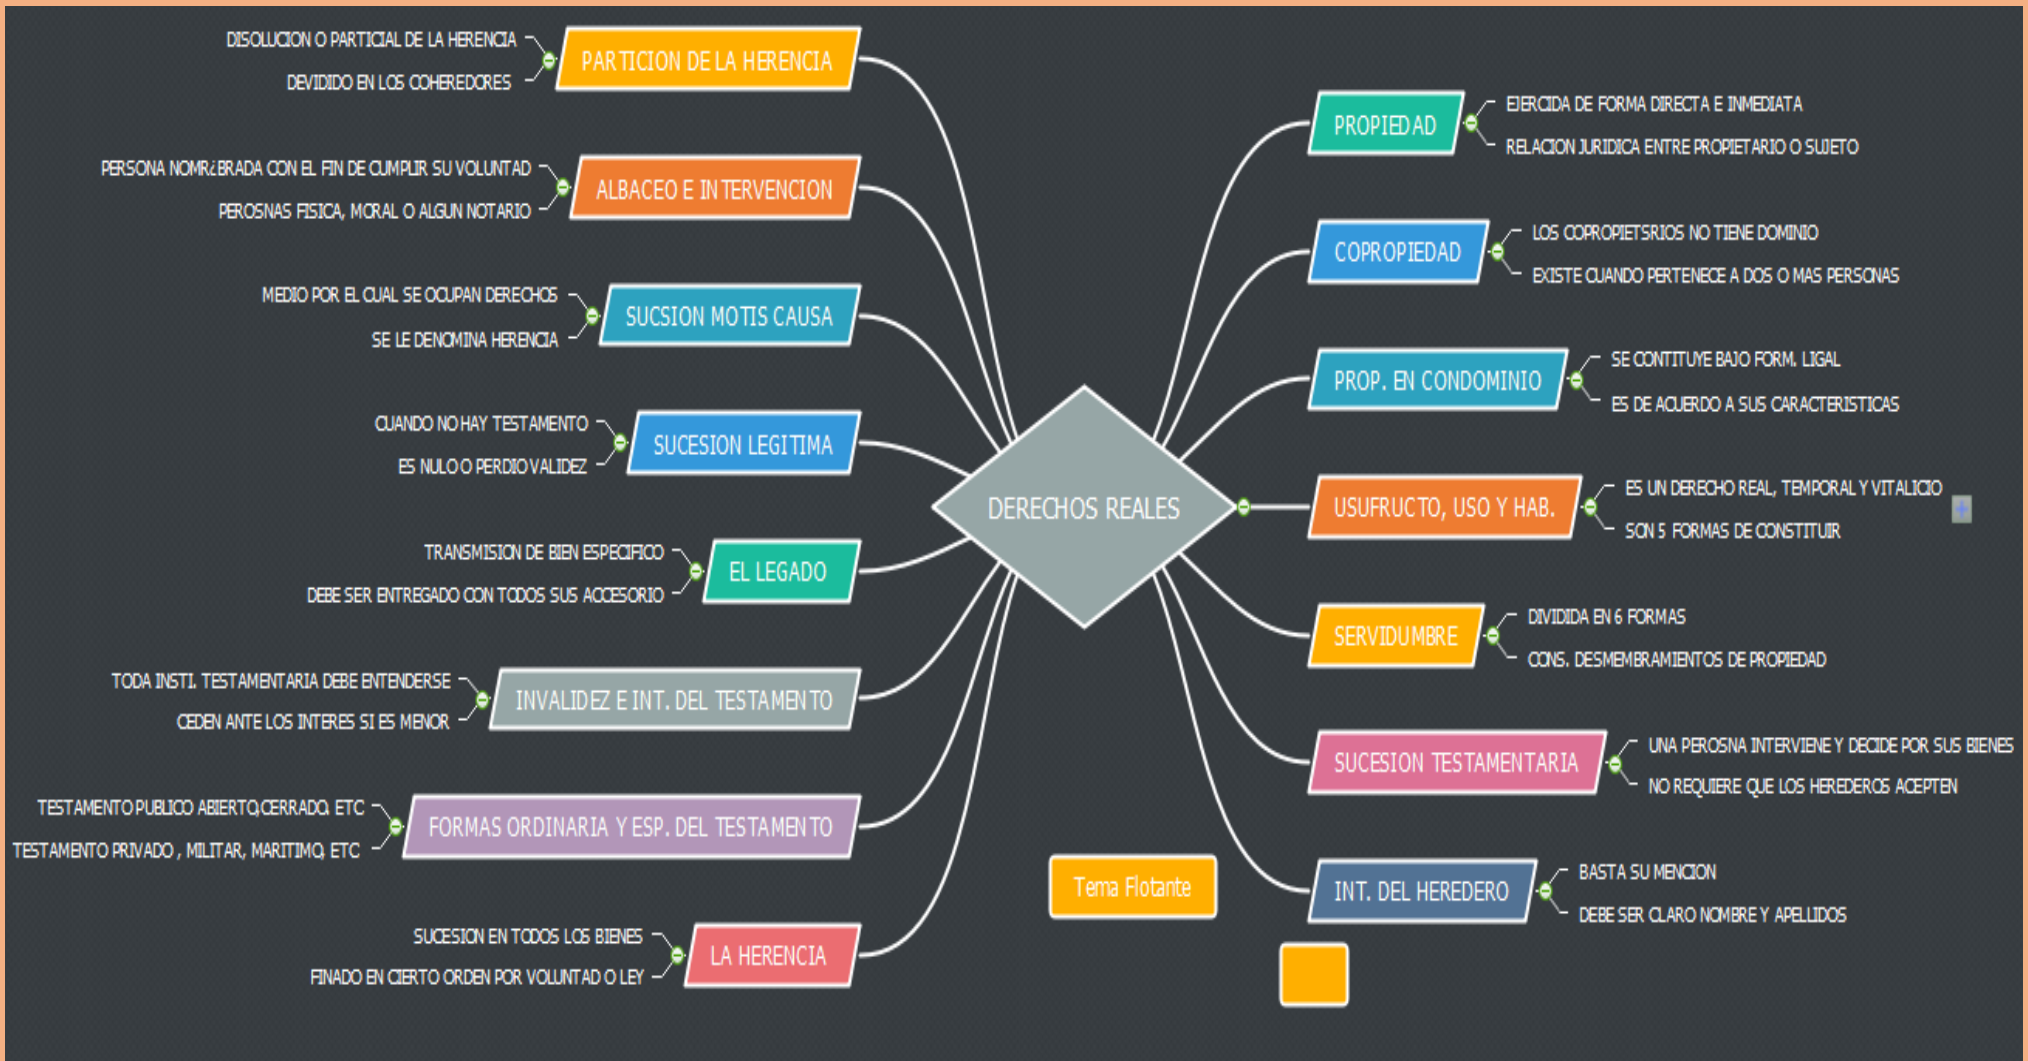 DISOLUCION O PARTICIAL DE LA HERENCIA
DEVIDIDO EN LOS COHEREDORES
PARTICION DE LA HERENCIA
PERSONA NOMR¿BRADA CON EL FIN DE CUMPLIR SU VOLUNTAD
PEROSNAS FISICA, MORAL O ALGUN NOTARIO
ALBACEO E INTERVENCION
MEDIO POR EL CUAL SE OCUPAN DERECHOS
SE LE DENOMINA HERENCIA
SUCSION MOTIS CAUSA
CUANDO NO HAY TESTAMENTO
ES NULO O PERDIO VALIDEZ
SUCESION LEGITIMA
TRANSMISION DE BIEN ESPECIFICO
DEBE SER ENTREGADO CON TODOS SUS ACCESORIO
EL LEGADO
TODA INSTI. TESTAMENTARIA DEBE ENTENDERSE
CEDEN ANTE LOS INTERES SI ES MENOR
INVALIDEZ E INT. DEL TESTAMENTO
TESTAMENTO PUBLICO ABIERTO,CERRADO. ETC
TESTAMENTO PRIVADO , MILITAR, MARITIMO, ETC
FORMAS ORDINARIA Y ESP. DEL TESTAMENTO
SUCESION EN TODOS LOS BIENES
FINADO EN CIERTO ORDEN POR VOLUNTAD O LEY
LA HERENCIA
DERECHOS REALES
PROPIEDAD
EJERCIDA DE FORMA DIRECTA E INMEDIATA
RELACION JURIDICA ENTRE PROPIETARIO O SUJETO
COPROPIEDAD
LOS COPROPIETSRIOS NO TIENE DOMINIO
EXISTE CUANDO PERTENECE A DOS O MAS PERSONAS
PROP. EN CONDOMINIO
SE CONTITUYE BAJO FORM. LIGAL
ES DE ACUERDO A SUS CARACTERISTICAS
USUFRUCTO, USO Y HAB.
ES UN DERECHO REAL, TEMPORAL Y VITALICIO
SON 5 FORMAS DE CONSTITUIR
SERVIDUMBRE
DIVIDIDA EN 6 FORMAS
CONS. DESMEMBRAMIENTOS DE PROPIEDAD
SUCESION TESTAMENTARIA
UNA PEROSNA INTERVIENE Y DECIDE POR SUS BIENES
NO REQUIERE QUE LOS HEREDEROS ACEPTEN
INT. DEL HEREDERO
BASTA SU MENCION
DEBE SER CLARO NOMBRE Y APELLIDOS
Tema Flotante